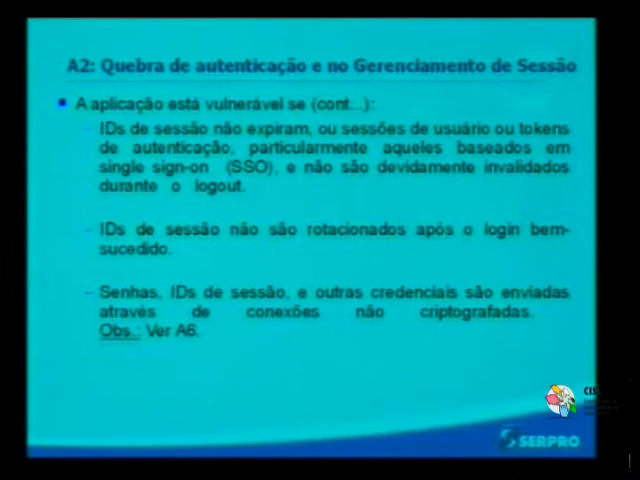 A2: Quebra de autenticação e no Gerenciamento de Sessão
A aplicação está vulnerável se (cont...):
- IDs de sessão não expiram, ou sessões de usuário ou tokens
de autenticação, particularmente aqueles baseados em
single sign-on (SSO), e não são devidamente invalidados
durante o logout.
- IDs de sessão não são rotacionados após o login bem-
sucedido.
- Senhas, IDs de sessão, e outras credenciais são enviadas
através de conexões não criptografadas.
Obs.: Ver A6.
CIS
SERPRO